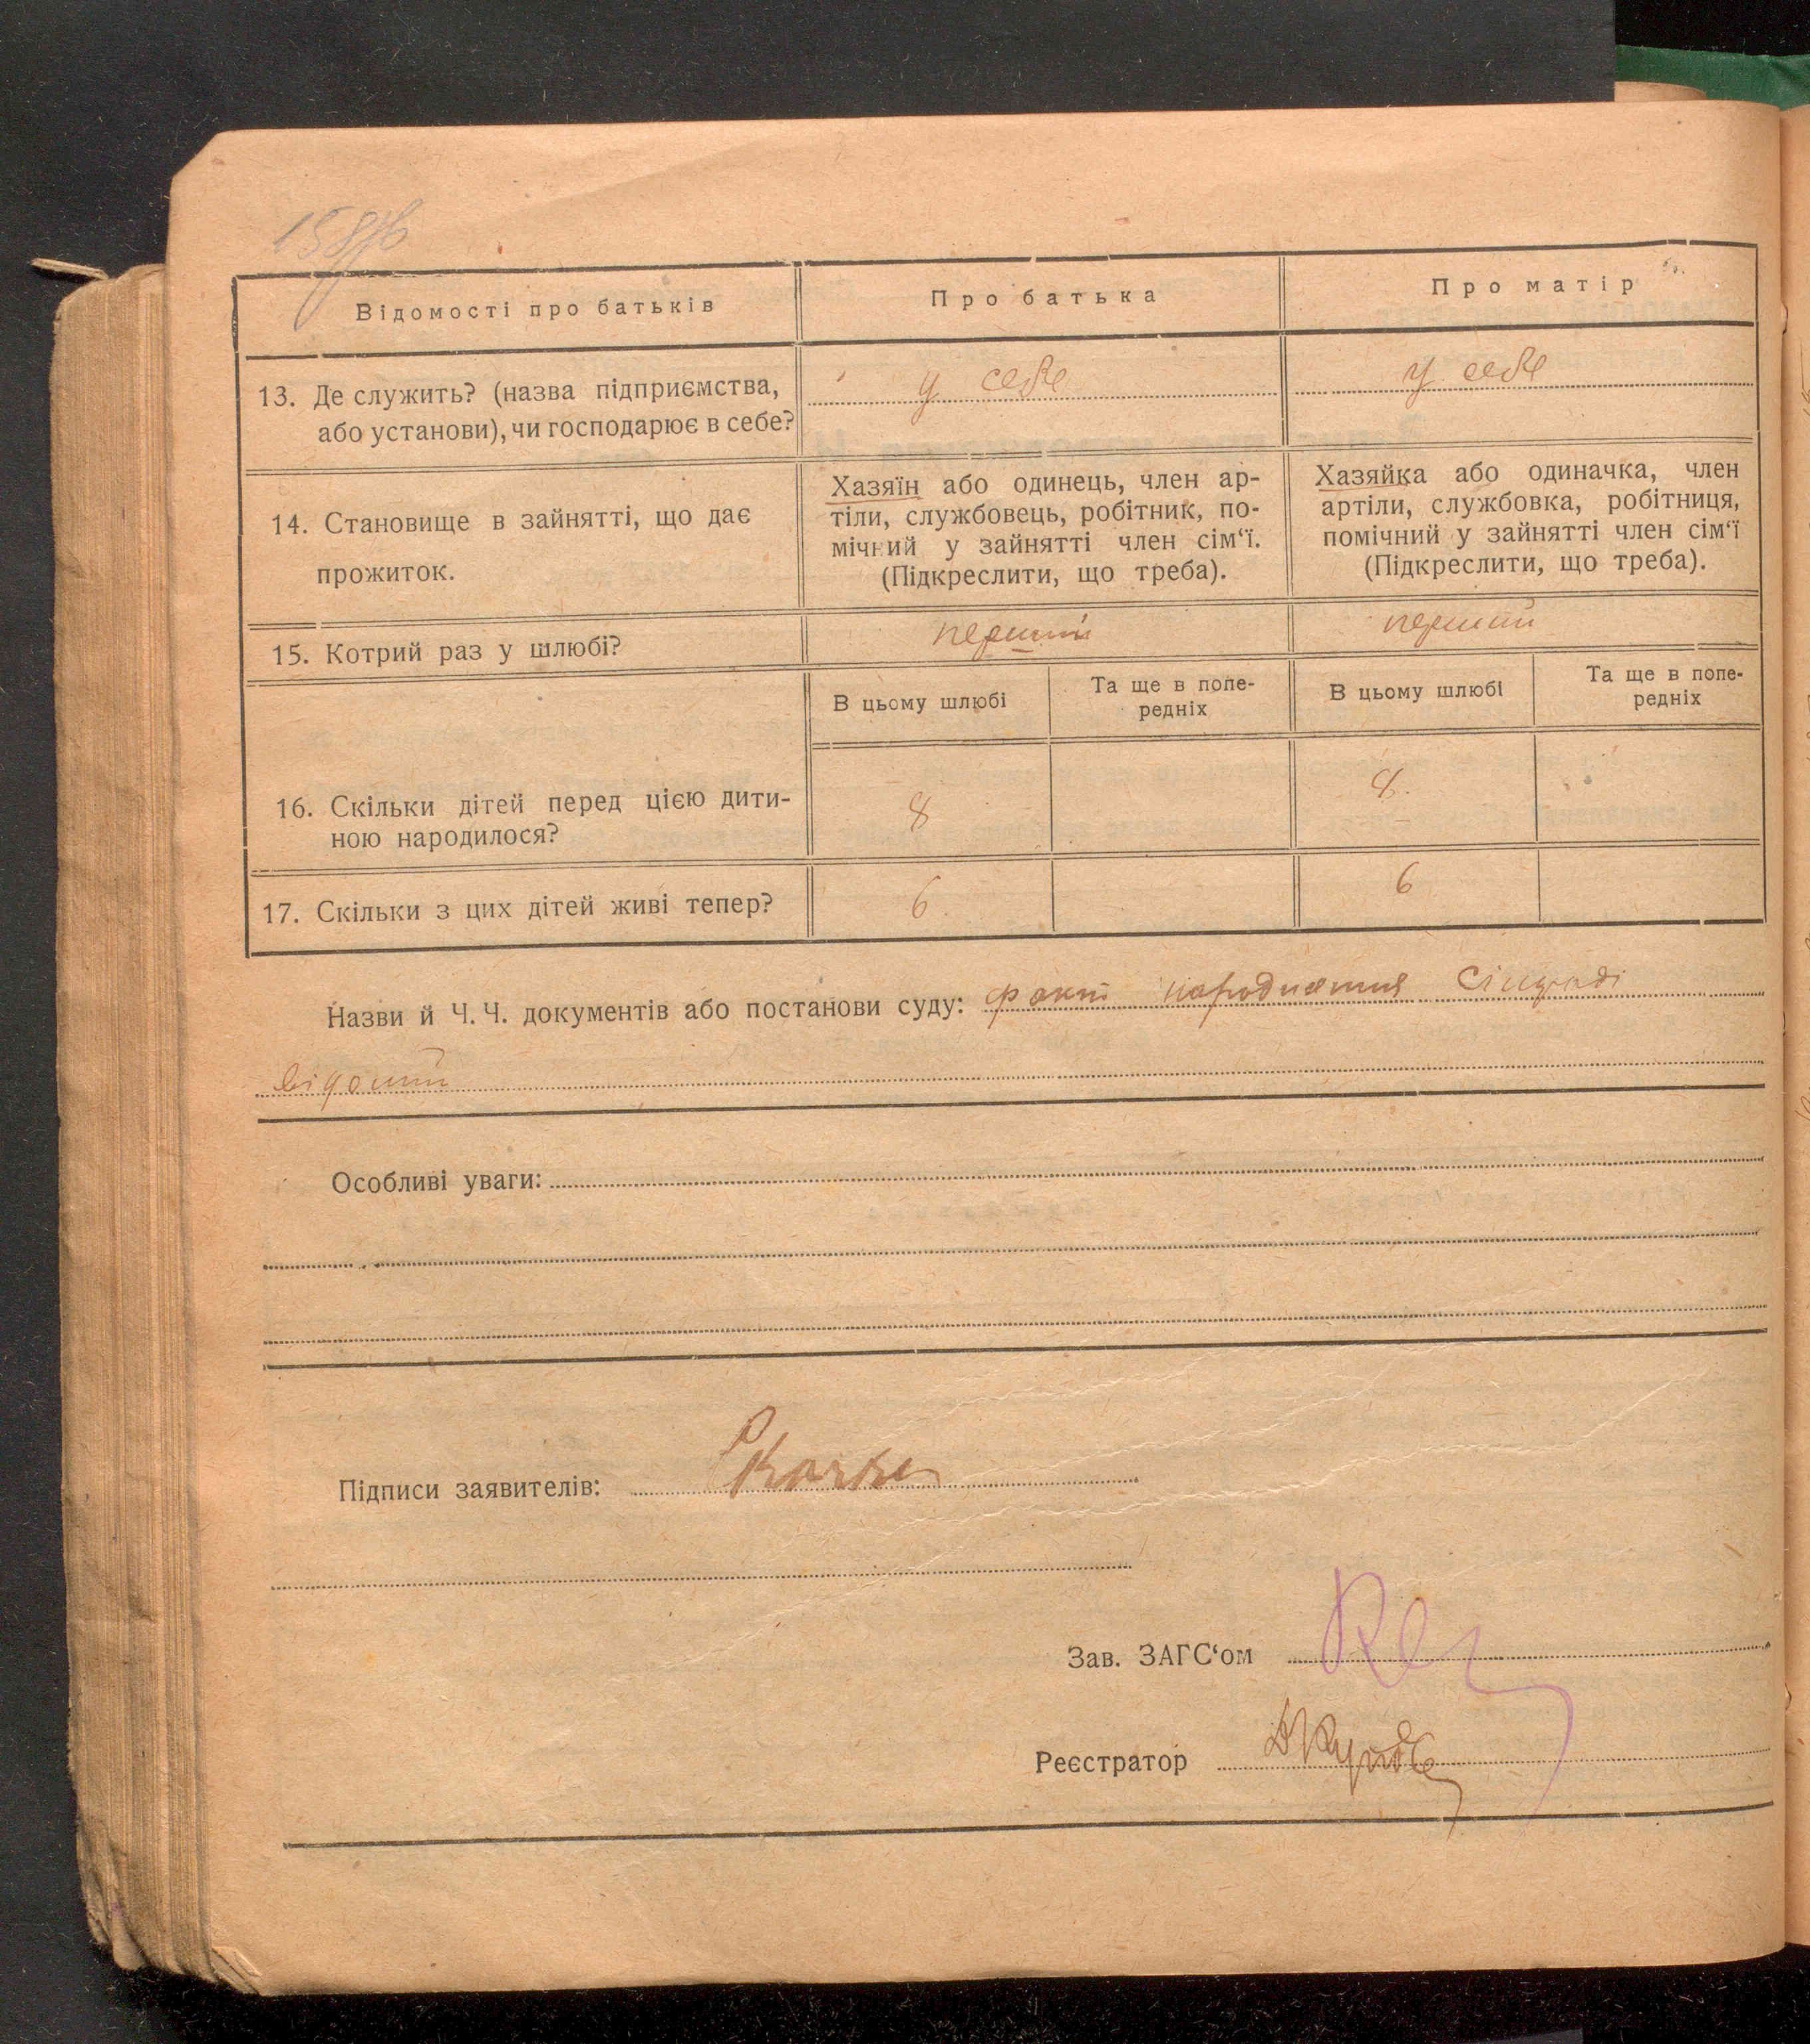 158
Відомості про батьків
Про батька
Про матір
13. Де служить? (назва підприємства,
або установи), чи господарює в себе?
у себе
у себе
14. Становище в зайнятті, що дає
прожиток.
Хазяїн або одинець, член ар-
тіли, службовець, робітник, по-
мічний у зайнятті член сім‘ї.
(Підкреслити, що треба).
Хазяйка або одиначка, член
артіли, службовка, робітниця,
помічний у зайнятті член сім‘ї
(Підкреслити, що треба).
15. Котрий раз у шлюбі?
перший
перший
В цьому шлюбі
Та ще в попе-
редніх
В цьому шлюбі
Та ще в попе-
редніх
16. Скільки дітей перед цією дити-
ною народилося?
8
8.
17. Скільки з цих дітей живі тепер?
6
6
Назви й Ч. Ч. документів або постанови суду: факт народження Сільраді
відомий
Особливі уваги:
Підписи заявителів:
Зав. ЗАГС‘ом
Реєстратор